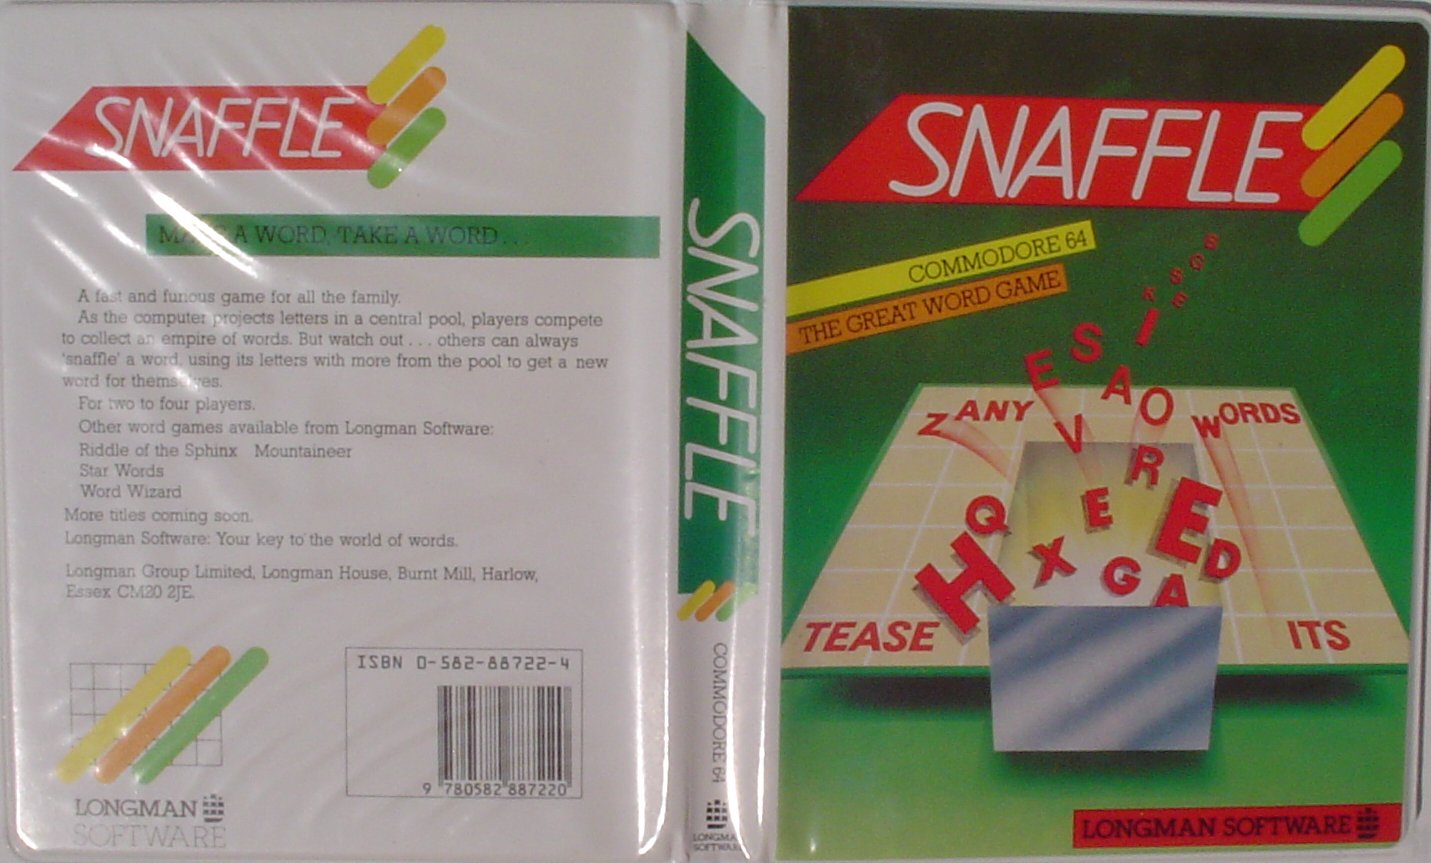 SNAFFLE
MAKE A WORD, TAKE A WORD . . .
A fast and furious game for all the family.
As the computer projects letters in a central pool, players compete
to collect an empire of words. But watch out . . . others can always
'snaffle' a word, using its letters with more from the pool to get a new
word for themselves.
For two to four players.
Other word games available from Longman Software:
Riddle of the Sphinx Mountaineer
Star Words
Word Wizard
More titles coming soon.
Longman Software: Your key to the world of words.
Longman Group Limited, Longman House, Burnt Mill, Harlow,
Essex CM20 2JE.
LONGMAN
SOFTWARE
ISBN 0-582-88722-4
9 780582 887220
SNAFFLE
COMMODORE 64
LONGMAN
SOFTWARE
SNAFFLE
COMMODORE 64
THE GREAT WORD GAME
E S I
A O
ZANY V WORDS
R
Q E E
H X G A D
TEASE ITS
LONGMAN SOFTWARE